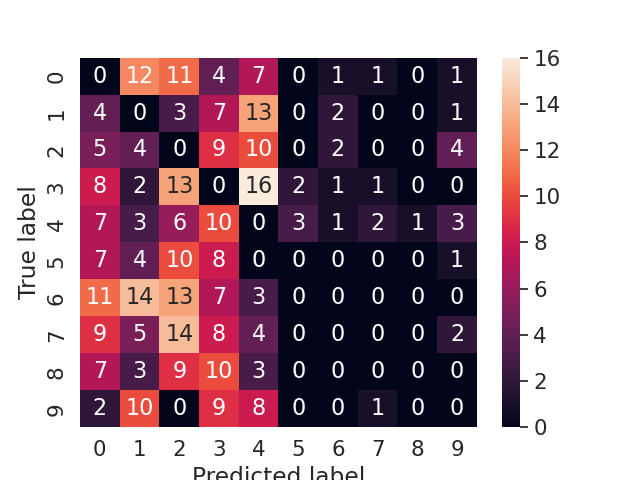 0 0 12 11 4 7 0 1 1 0 1
1 4 0 3 7 13 0 2 0 0 1
2 5 4 0 9 10 0 2 0 0 4
3 8 2 13 0 16 2 1 1 0 0
4 7 3 6 10 0 3 1 2 1 3
5 7 4 10 8 0 0 0 0 0 1
6 11 14 13 7 3 0 0 0 0 0
7 9 5 14 8 4 0 0 0 0 2
8 7 3 9 10 3 0 0 0 0 0
9 2 10 0 9 8 0 0 1 0 0
0 1 2 3 4 5 6 7 8 9
True label
Predicted label
16
14
12
10
8
6
4
2
0